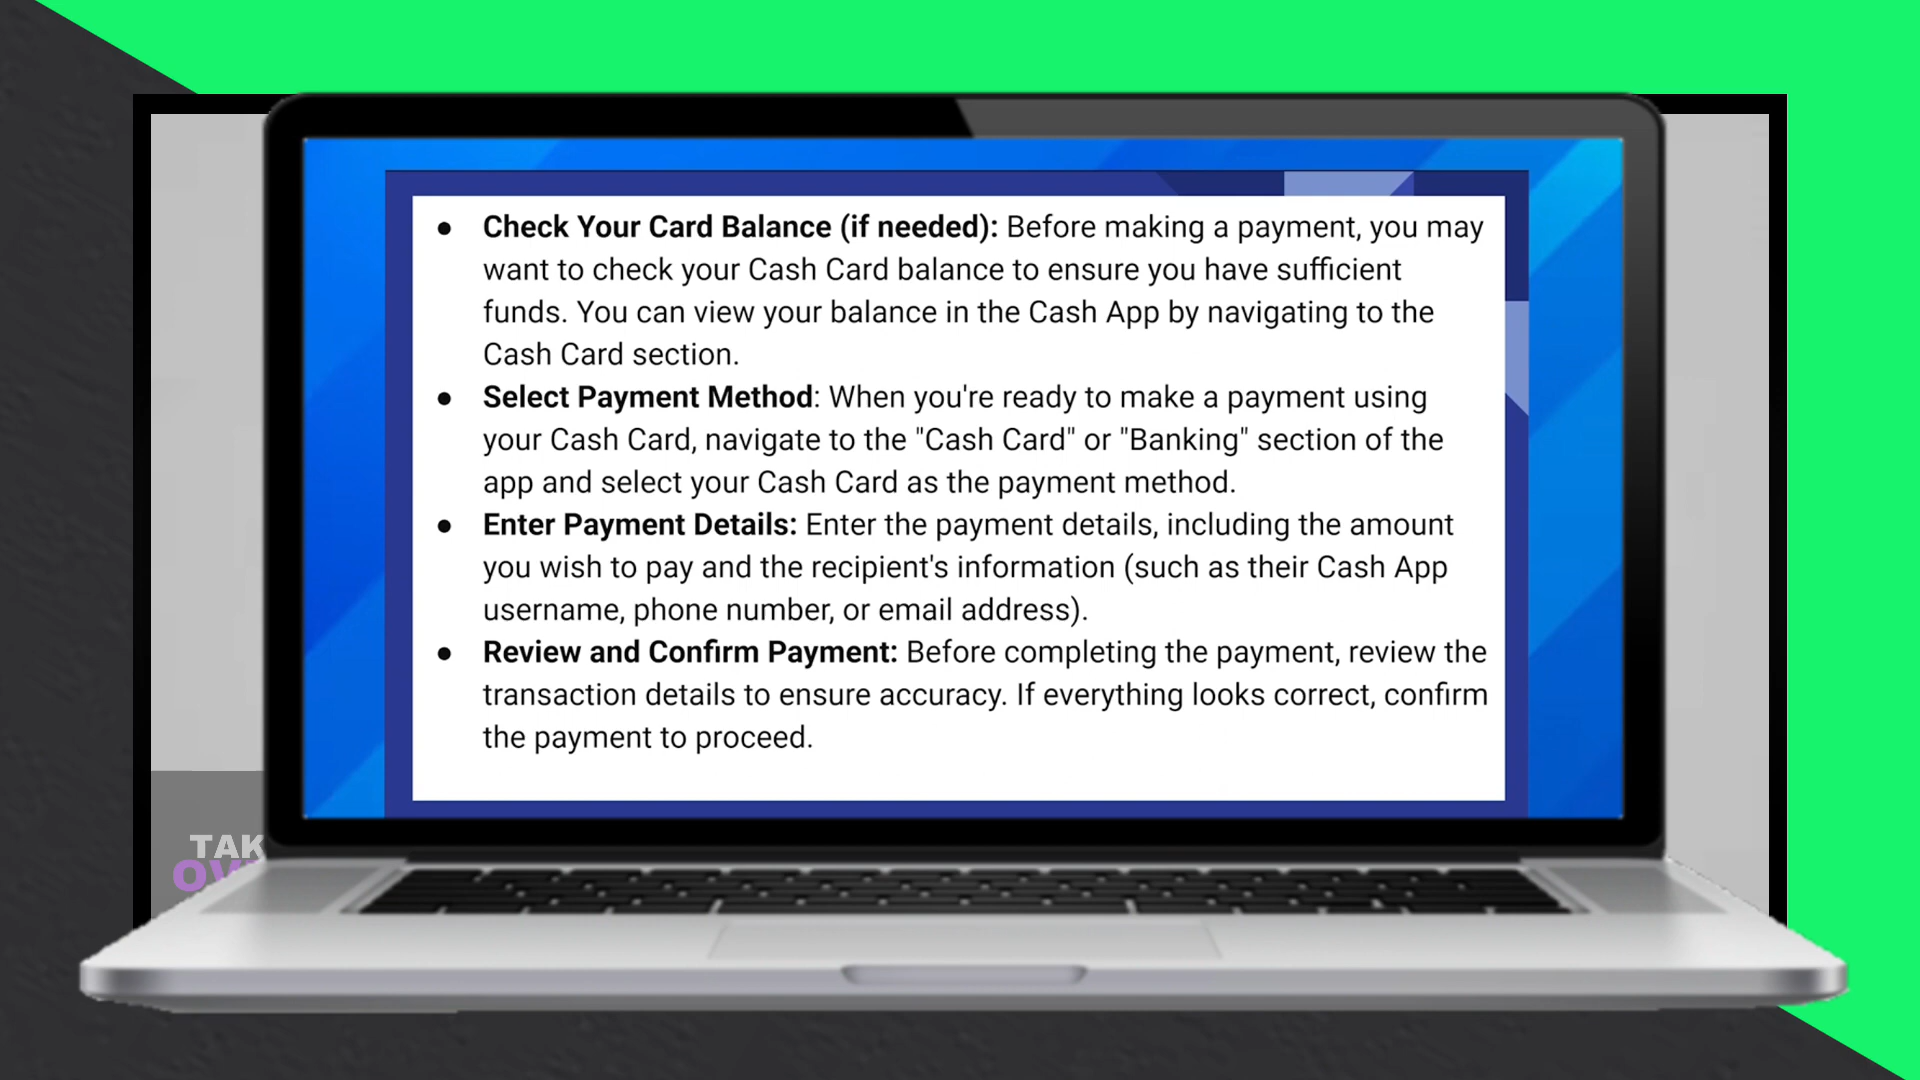 ● Check Your Card Balance (if needed): Before making a payment, you may
want to check your Cash Card balance to ensure you have sufficient
funds. You can view your balance in the Cash App by navigating to the
Cash Card section.
● Select Payment Method: When you're ready to make a payment using
your Cash Card, navigate to the "Cash Card" or "Banking" section of the
app and select your Cash Card as the payment method.
● Enter Payment Details: Enter the payment details, including the amount
you wish to pay and the recipient's information (such as their Cash App
username, phone number, or email address).
● Review and Confirm Payment: Before completing the payment, review the
transaction details to ensure accuracy. If everything looks correct, confirm
the payment to proceed.
TAK